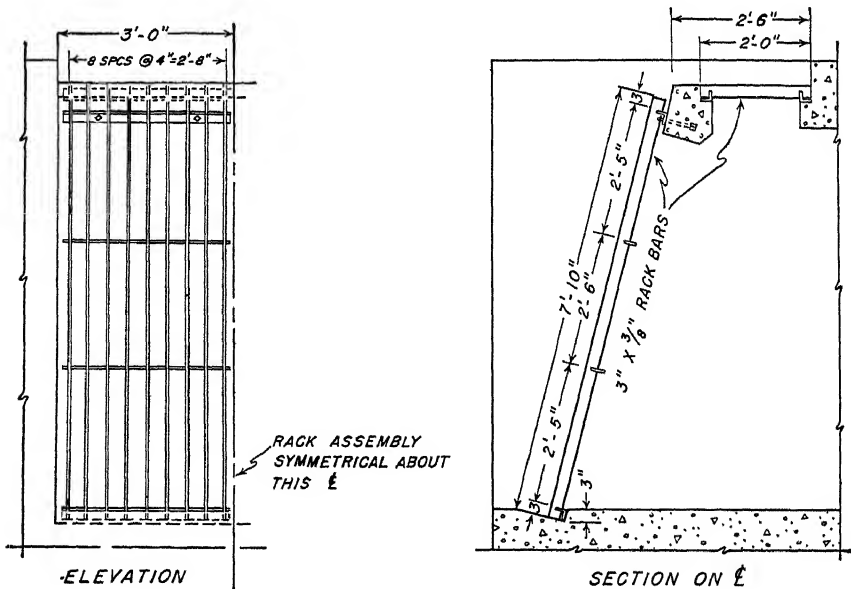 3'-0"
8 SPCS @ 4"=2'-8"
RACK ASSEMBLY
SYMMETRICAL ABOUT
THIS ℄
ELEVATION
2'-6"
2'-0"
3"
2'-5"
7'-10"
2'-6"
3" X 3/8" RACK BARS
2'-5"
3"
3"
SECTION ON ℄